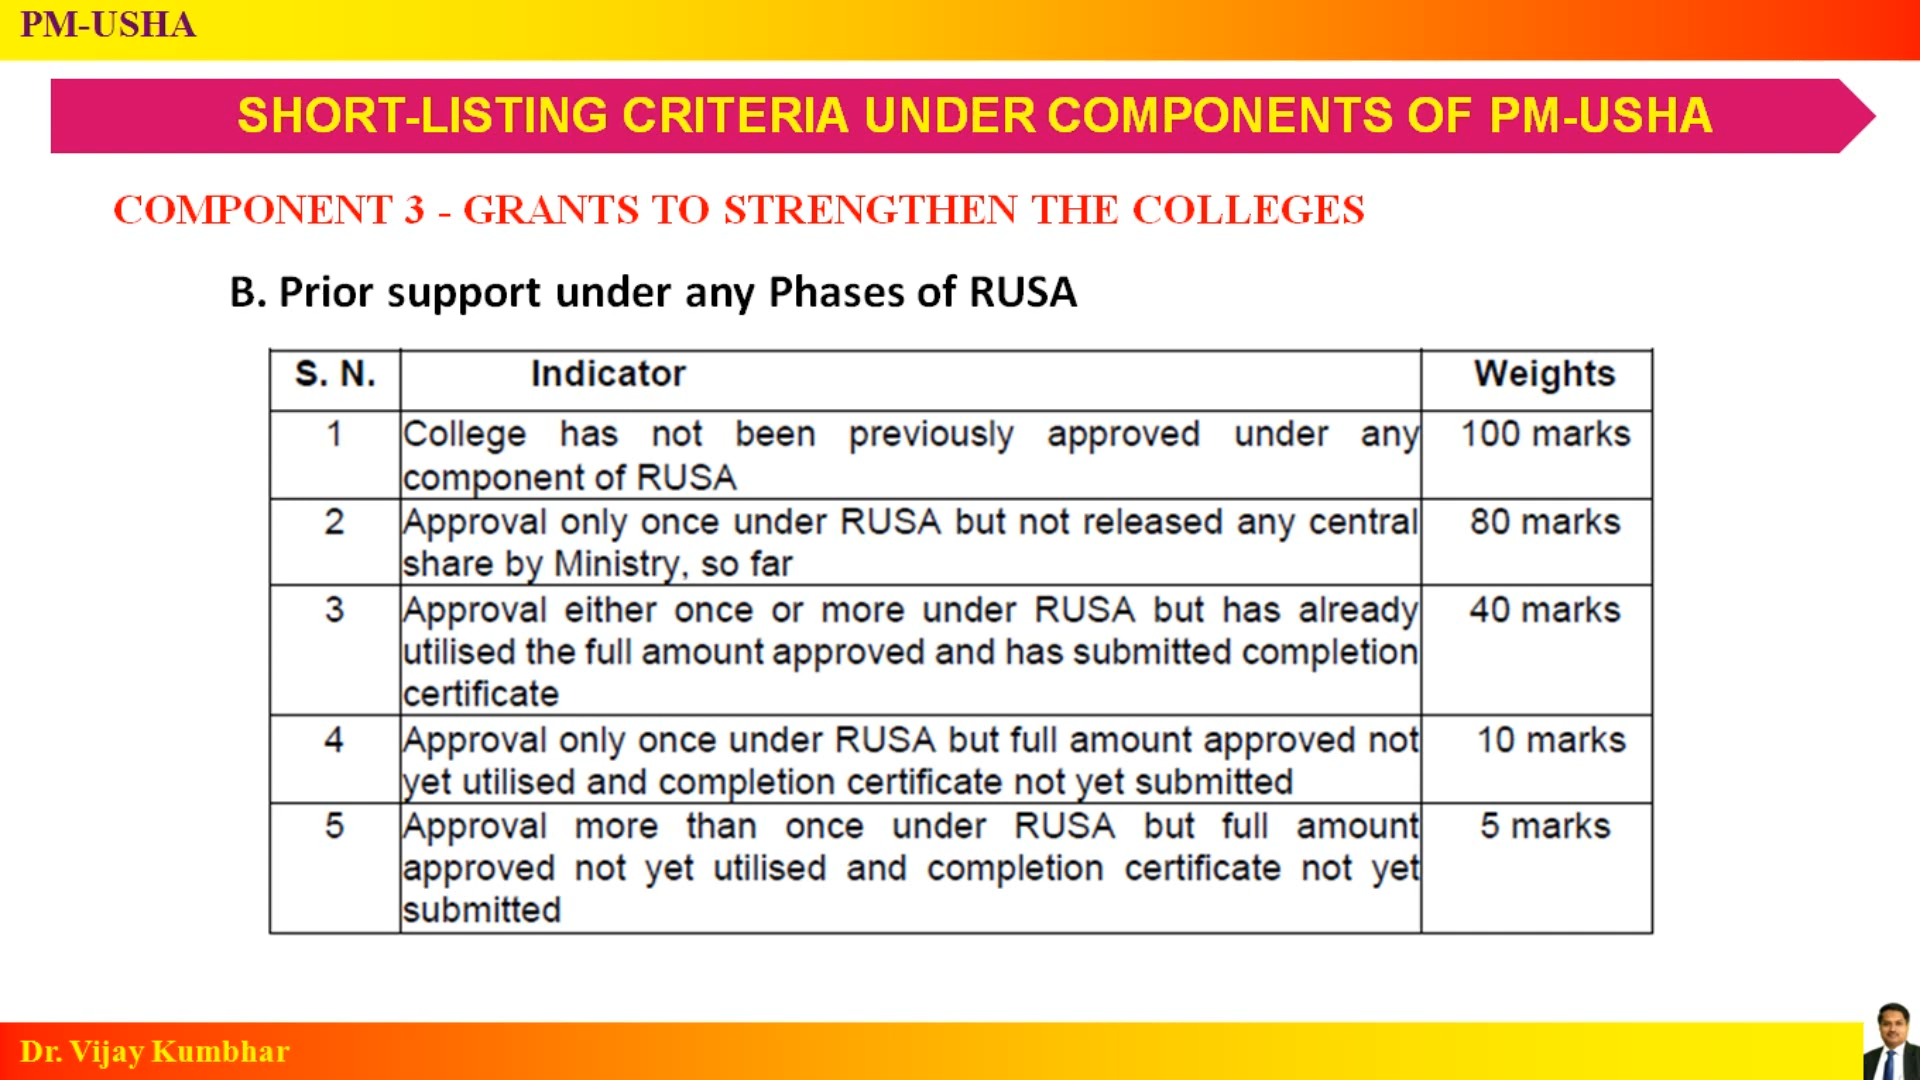 PM-USHA
SHORT-LISTING CRITERIA UNDER COMPONENTS OF PM-USHA
COMPONENT 3 - GRANTS TO STRENGTHEN THE COLLEGES
B. Prior support under any Phases of RUSA
S. N. Indicator Weights
1 College has not been previously approved under any 100 marks
component of RUSA
2 Approval only once under RUSA but not released any central 80 marks
share by Ministry, so far
3 Approval either once or more under RUSA but has already 40 marks
utilised the full amount approved and has submitted completion
certificate
4 Approval only once under RUSA but full amount approved not 10 marks
yet utilised and completion certificate not yet submitted
5 Approval more than once under RUSA but full amount 5 marks
approved not yet utilised and completion certificate not yet
submitted
Dr. Vijay Kumbhar